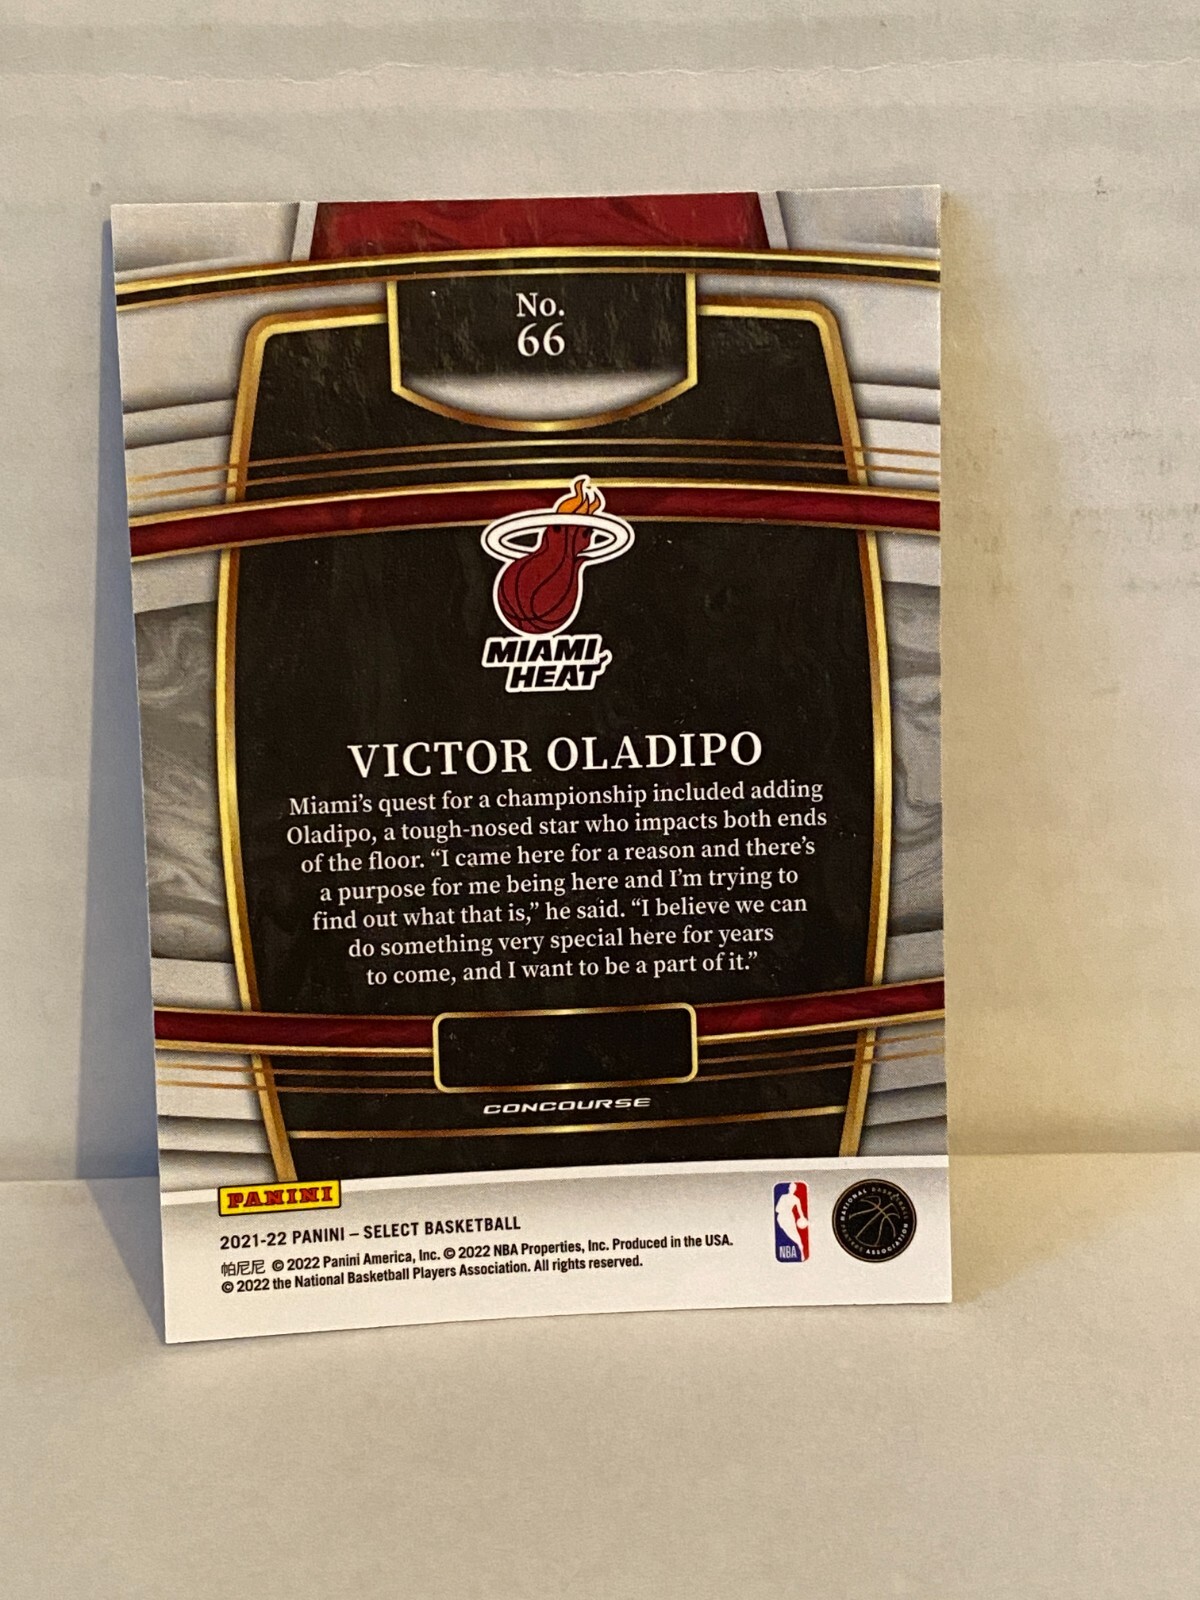 No.
66
MIAMI
HEAT
VICTOR OLADIPO
Miami's quest for a championship included adding
Oladipo, a tough-nosed star who impacts both ends
of the floor. “I came here for a reason and there's
a purpose for me being here and I'm trying to
find out what that is,” he said. “I believe we can
do something very special here for years
to come, and I want to be a part of it.”
CONCOURSE
PANINI
2021-22 PANINI – SELECT BASKETBALL
帕尼尼 © 2022 Panini America, Inc. © 2022 NBA Properties, Inc. Produced in the USA.
© 2022 the National Basketball Players Association. All rights reserved.
NBA
NATIONAL BASKETBALL
PLAYERS ASSOCIATION